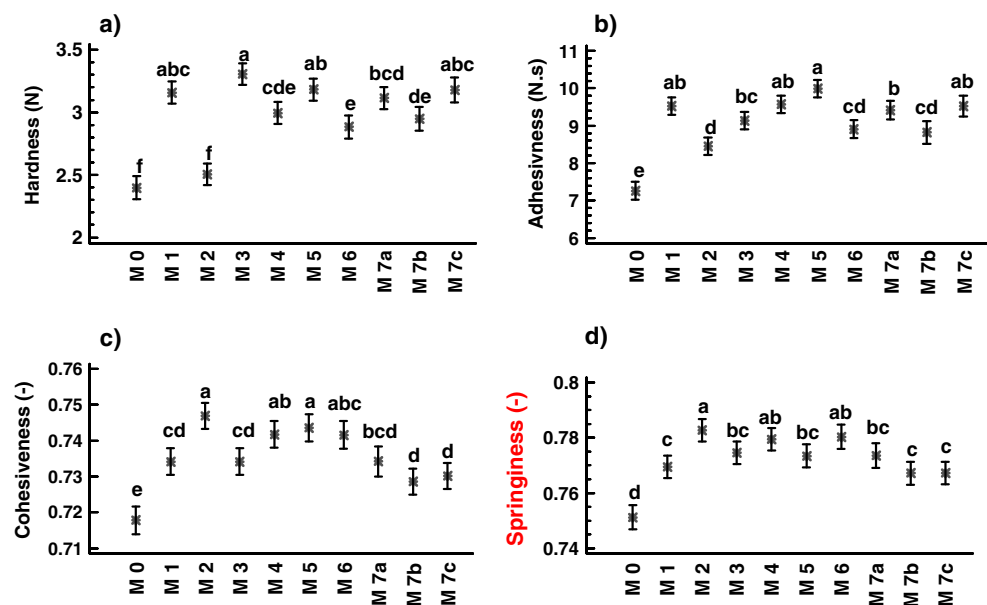 a)
Hardness (N)
3.5
3
2.5
2
f
abc
f
a
cde
ab
e
bcd
de
abc
M 0
M 1
M 2
M 3
M 4
M 5
M 6
M 7a
M 7b
M 7c
b)
Adhesivness (N.s)
11
10
9
8
7
6
e
ab
d
bc
ab
a
cd
b
cd
ab
M 0
M 1
M 2
M 3
M 4
M 5
M 6
M 7a
M 7b
M 7c
c)
Cohesiveness (-)
0.76
0.75
0.74
0.73
0.72
0.71
e
cd
a
cd
ab
a
abc
bcd
d
d
M 0
M 1
M 2
M 3
M 4
M 5
M 6
M 7a
M 7b
M 7c
d)
Springiness (-)
0.8
0.78
0.76
0.74
d
c
a
bc
ab
bc
ab
bc
c
c
M 0
M 1
M 2
M 3
M 4
M 5
M 6
M 7a
M 7b
M 7c